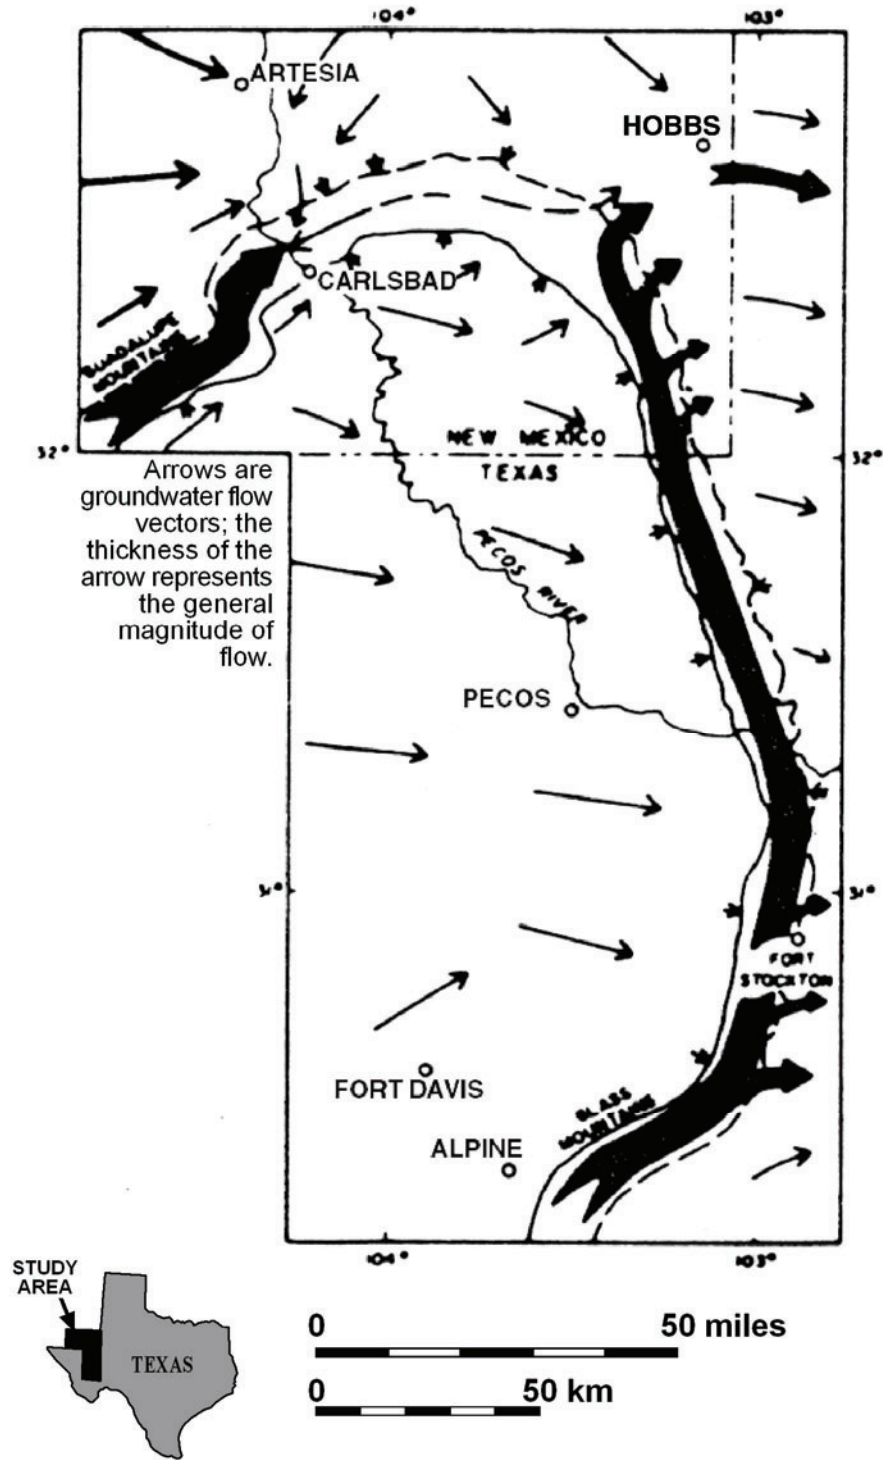 104°
103°
ARTESIA
HOBBS
CARLSBAD
GUADALUPE
MOUNTAINS
32°
NEW MEXICO
32°
TEXAS
Arrows are
groundwater flow
vectors; the
thickness of the
arrow represents
the general
magnitude of
flow.
PECOS RIVER
PECOS
31°
31°
FORT
STOCKTON
FORT DAVIS
GLASS
MOUNTAINS
ALPINE
104°
103°
STUDY
AREA
TEXAS
0 50 miles
0 50 km